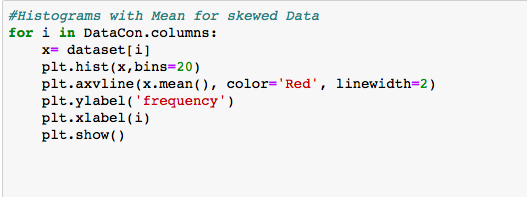 #Histograms with Mean for skewed Data
for i in DataCon.columns:
    x= dataset[i]
    plt.hist(x,bins=20)
    plt.axvline(x.mean(), color='Red', linewidth=2)
    plt.ylabel('frequency')
    plt.xlabel(i)
    plt.show()